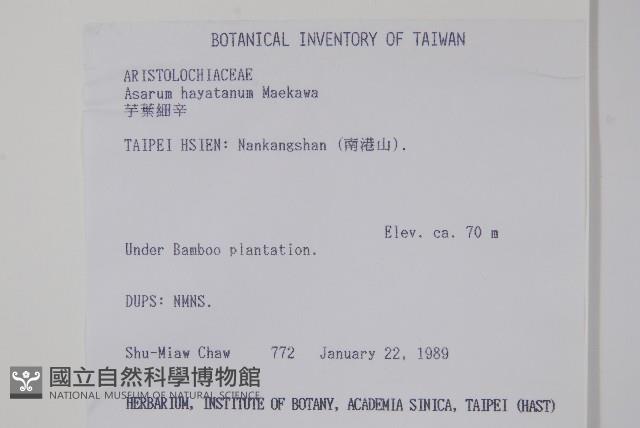 BOTANICAL INVENTORY OF TAIWAN
ARISTOLOCHIACEAE
Asarum hayatanum Maekawa
芋葉細辛
TAIPEI HSIEN: Nankangshan (南港山).
Elev. ca. 70 m
Under Bamboo plantation.
DUPS: NMNS.
Shu-Miaw Chaw 772 January 22, 1989
國立自然科學博物館
NATIONAL MUSEUM OF NATURAL SCIENCE
HERBARIUM, INSTITUTE OF BOTANY, ACADEMIA SINICA, TAIPEI (HAST)